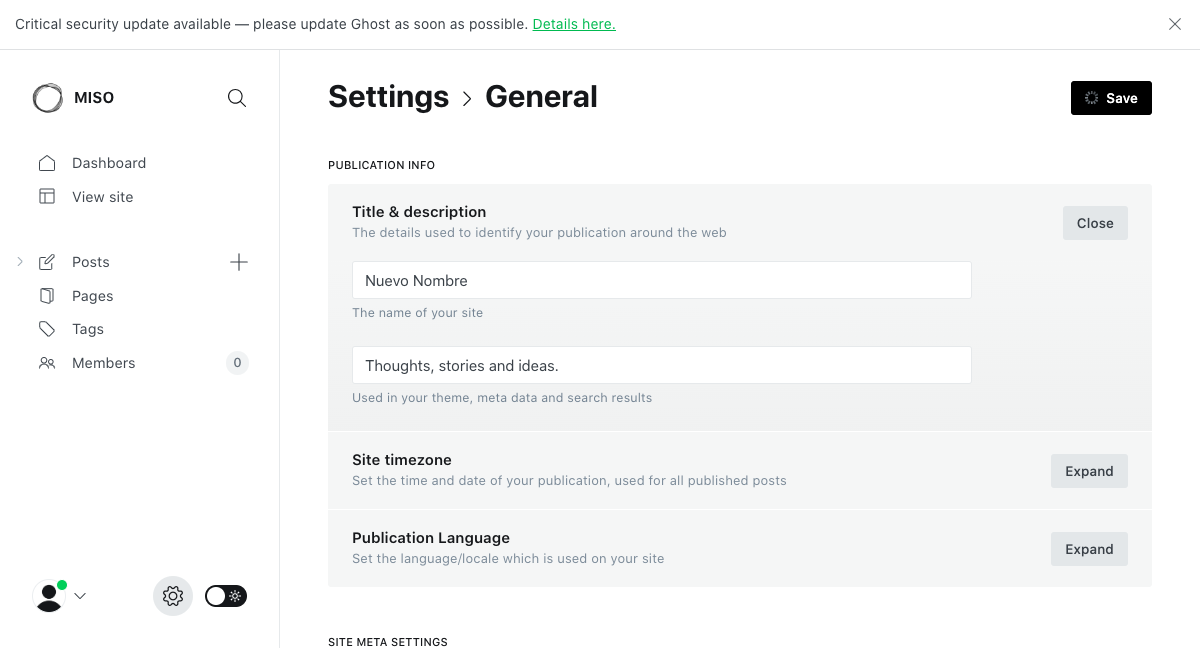 Critical security update available — please update Ghost as soon as possible. Details here.
MISO
Dashboard
View site
Posts
Pages
Tags
Members
0
Settings
General
Save
PUBLICATION INFO
Title & description
The details used to identify your publication around the web
Close
Nuevo Nombre
The name of your site
Thoughts, stories and ideas.
Used in your theme, meta data and search results
Site timezone
Set the time and date of your publication, used for all published posts
Expand
Publication Language
Set the language/locale which is used on your site
Expand
SITE META SETTINGS